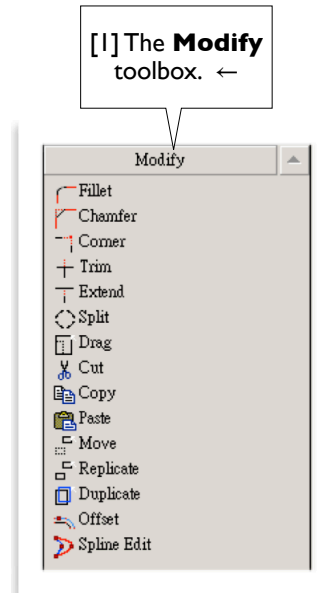 [1] The Modify
toolbox. ←
Modify
Fillet
Chamfer
Corner
Trim
Extend
Split
Drag
Cut
Copy
Paste
Move
Replicate
Duplicate
Offset
Spline Edit